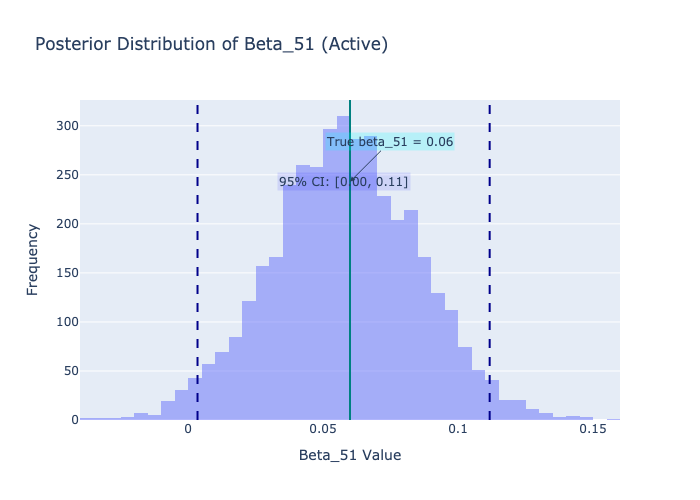 Posterior Distribution of Beta_51 (Active)
300
250
200
150
100
50
0
Frequency
True beta_51 = 0.06
95% CI: [0.00, 0.11]
0
0.05
0.1
0.15
Beta_51 Value